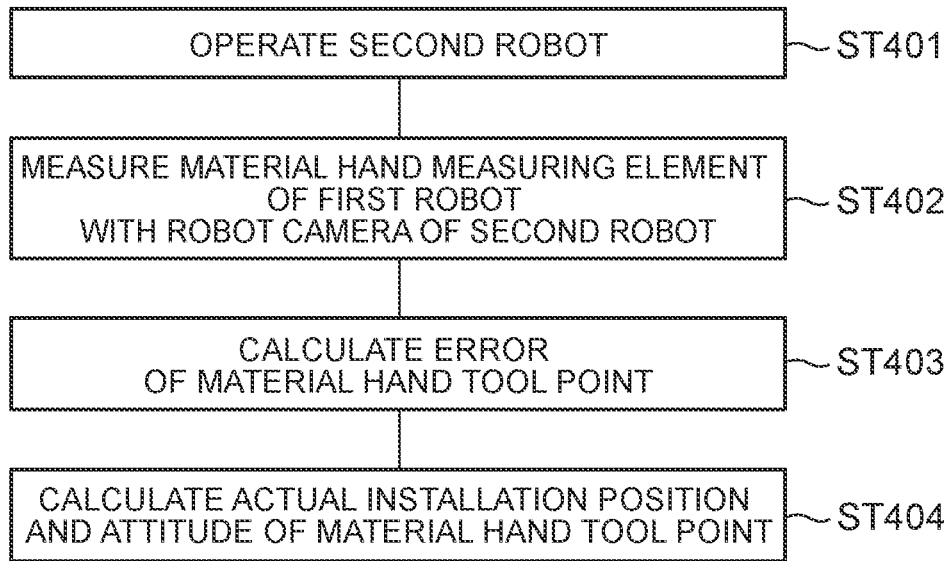 OPERATE SECOND ROBOT
ST401
MEASURE MATERIAL HAND MEASURING ELEMENT
OF FIRST ROBOT
WITH ROBOT CAMERA OF SECOND ROBOT
ST402
CALCULATE ERROR
OF MATERIAL HAND TOOL POINT
ST403
CALCULATE ACTUAL INSTALLATION POSITION
AND ATTITUDE OF MATERIAL HAND TOOL POINT
ST404